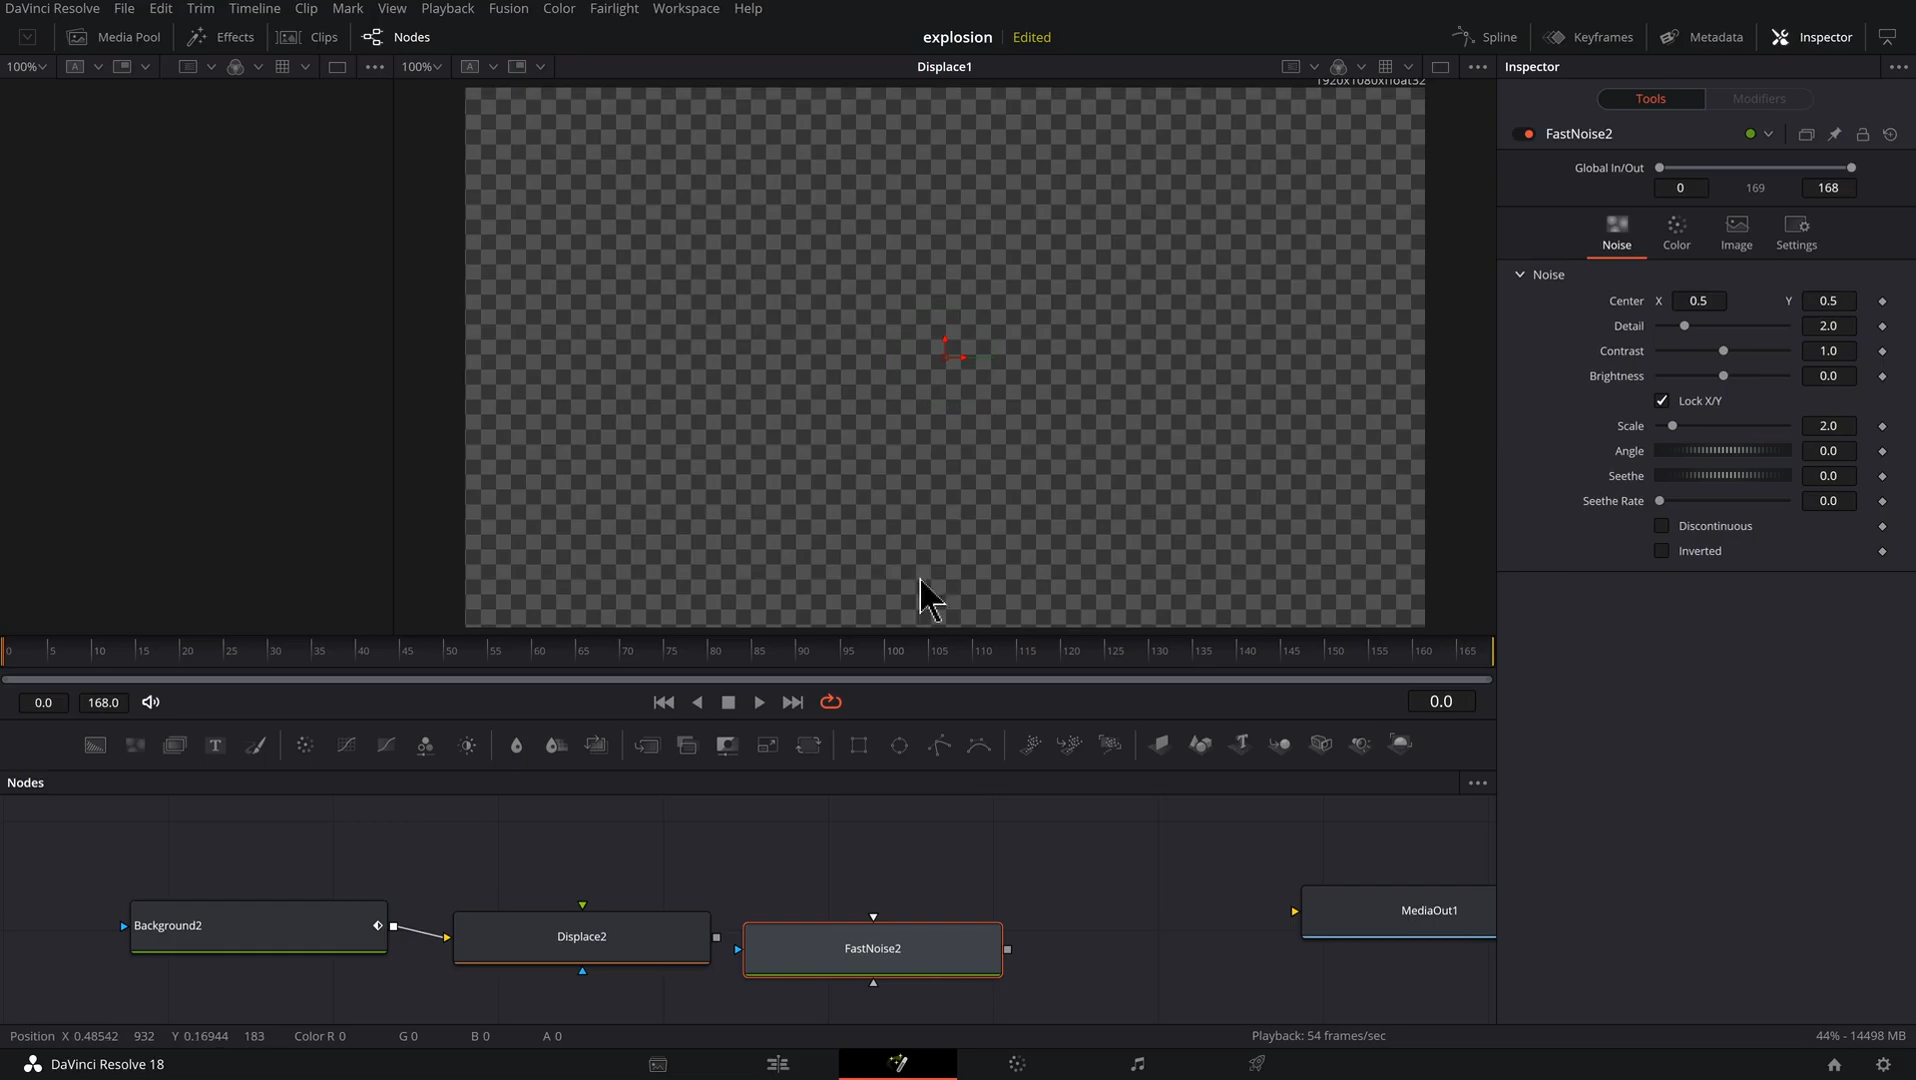 DaVinci Resolve File Edit Trim Timeline Clip Mark View Playback Fusion Color Fairlight Workspace Help
Media Pool Effects Clips Nodes explosion Edited Spline Keyframes Metadata Inspector
100% 100% Displace1 Inspector
1920x1080xfloat32
Tools Modifiers
FastNoise2
Global In/Out
0 169 168
Noise Color Image Settings
Noise
Center X 0.5 Y 0.5
Detail 2.0
Contrast 1.0
Brightness 0.0
Lock X/Y
Scale 2.0
Angle 0.0
Seethe 0.0
Seethe Rate 0.0
Discontinuous
Inverted
0 5 10 15 20 25 30 35 40 45 50 55 60 65 70 75 80 85 90 95 100 105 110 115 120 125 130 135 140 145 150 155 160 165
0.0 168.0 0.0
Nodes
Background2
Displace2
FastNoise2
MediaOut1
Position X 0.48542 932 Y 0.16944 183 Color R 0 G 0 B 0 A 0 Playback: 54 frames/sec 44% - 14498 MB
DaVinci Resolve 18